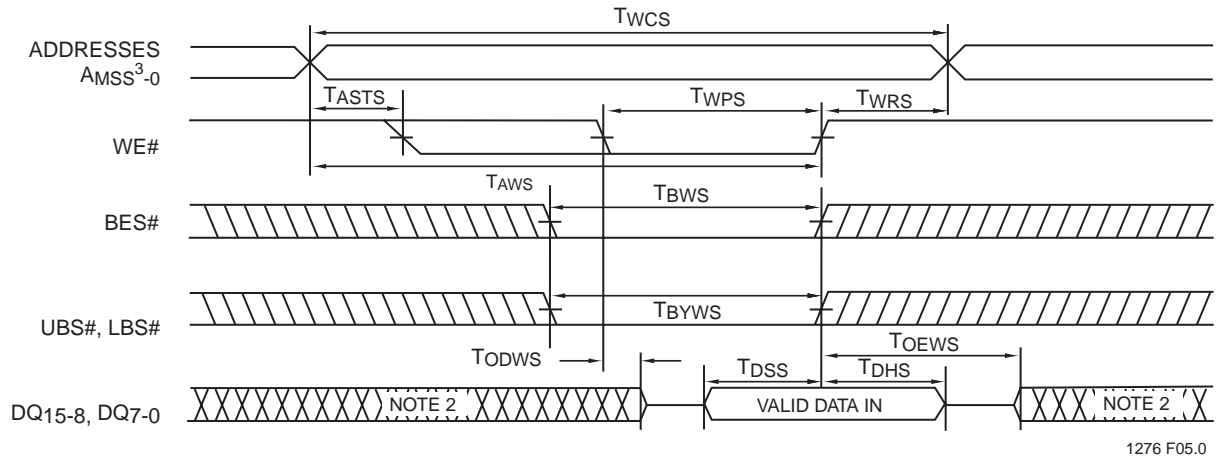 TWCS
ADDRESSES
AMSS3-0
TASTS
TWPS
TWRS
WE#
TAWS
TBWS
BES#
TBYWS
UBS#, LBS#
TODWS
TOEWS
TDSS
TDHS
DQ15-8, DQ7-0
NOTE 2
VALID DATA IN
NOTE 2
1276 F05.0